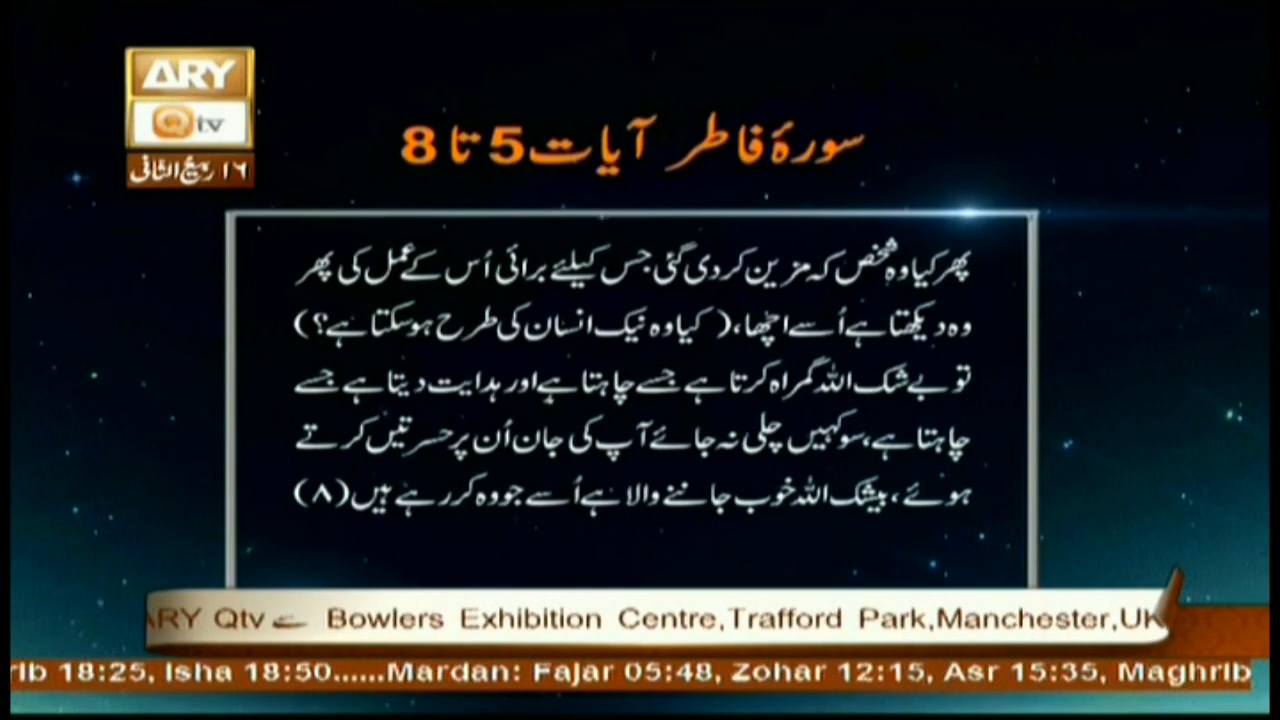 ARY
Qtv
۱۶ ربیع الثانی
سورۂ فاطر آیات 5 تا 8
پھر کیا وہ شخص کہ مزین کر دی گئی جس کیلئے برائی اُس کے عمل کی پھر
وہ دیکھتا ہے اُسے اچھا، (کیا وہ نیک انسان کی طرح ہو سکتا ہے؟)
تو بے شک اللہ گمراہ کرتا ہے جسے چاہتا ہے اور ہدایت دیتا ہے جسے
چاہتا ہے، سو کہیں چلی نہ جائے آپ کی جان اُن پر حسرتیں کرتے
ہوئے، بیشک اللہ خوب جاننے والا ہے اُسے جو وہ کر رہے ہیں (۸)
ARY Qtv سے Bowlers Exhibition Centre,Trafford Park,Manchester,UK
rib 18:25, Isha 18:50......Mardan: Fajar 05:48, Zohar 12:15, Asr 15:35, Maghrib